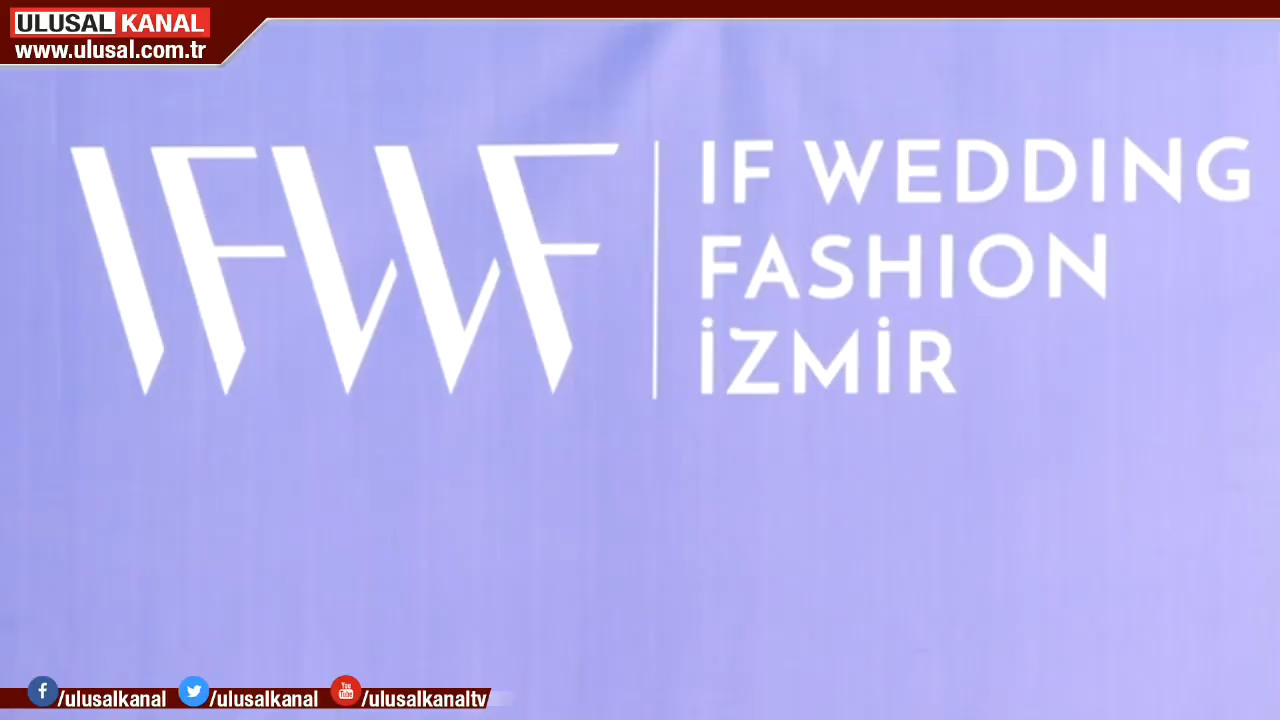 ULUSAL KANAL
www.ulusal.com.tr
IFWF
IF WEDDING
FASHION
İZMİR
/ulusalkanal /ulusalkanal /ulusalkanaltv